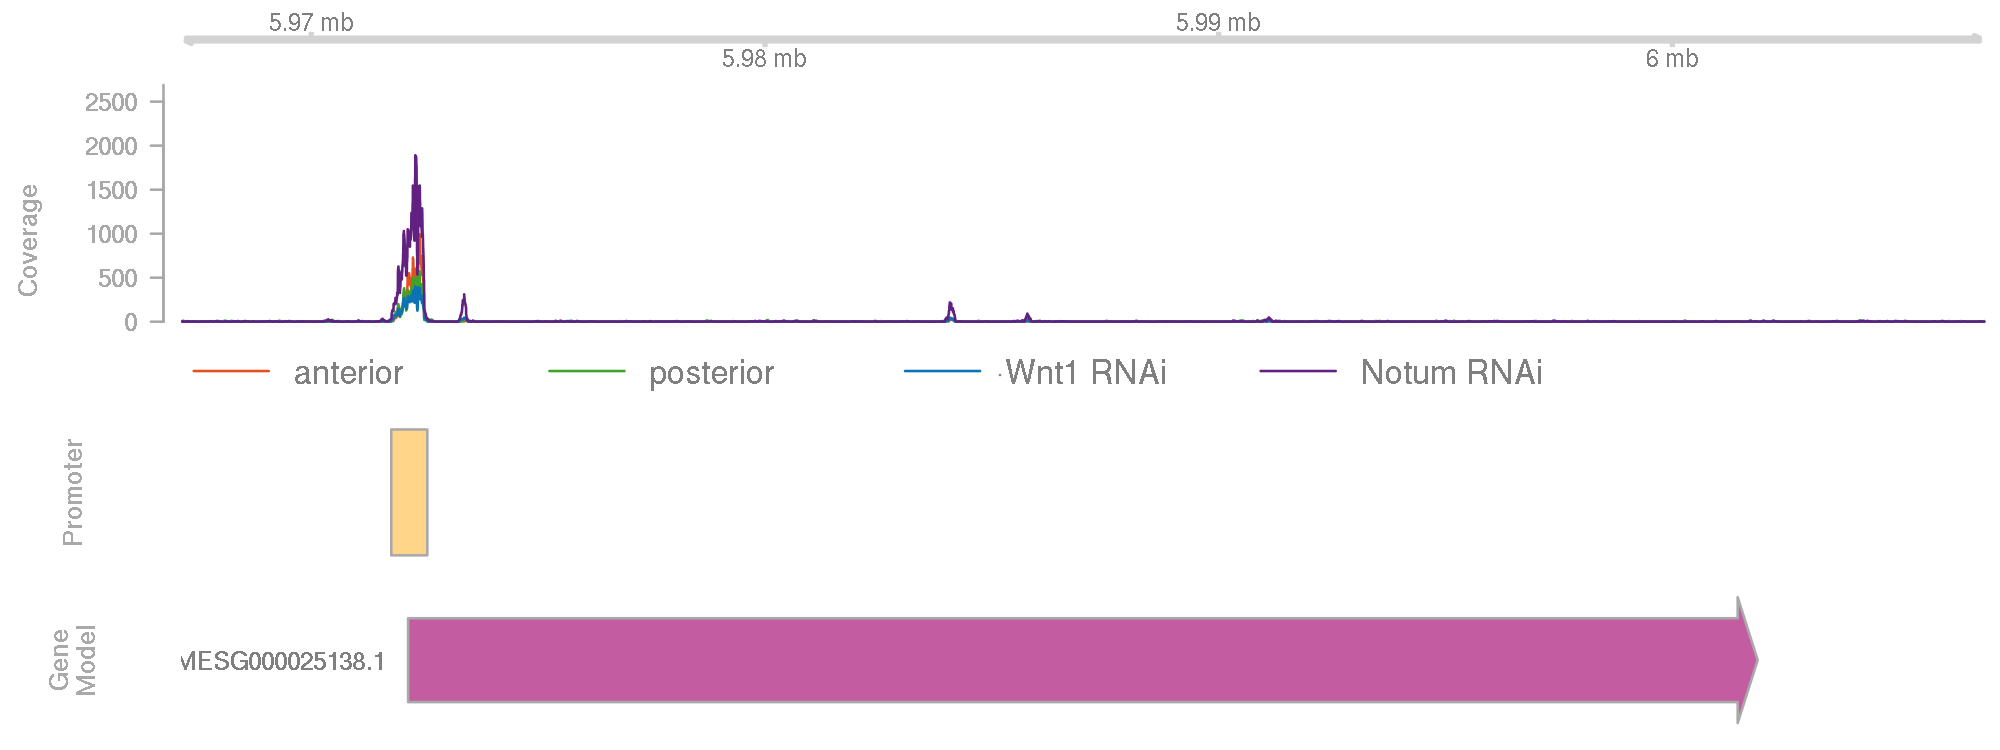 5.97 mb
5.99 mb
5.98 mb
6 mb
Coverage
2500
2000
1500
1000
500
0
anterior
posterior
Wnt1 RNAi
Notum RNAi
Promoter
Gene
Model
MESG000025138.1